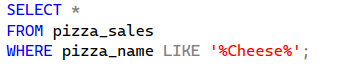 SELECT *
FROM pizza_sales
WHERE pizza_name LIKE '%Cheese%';